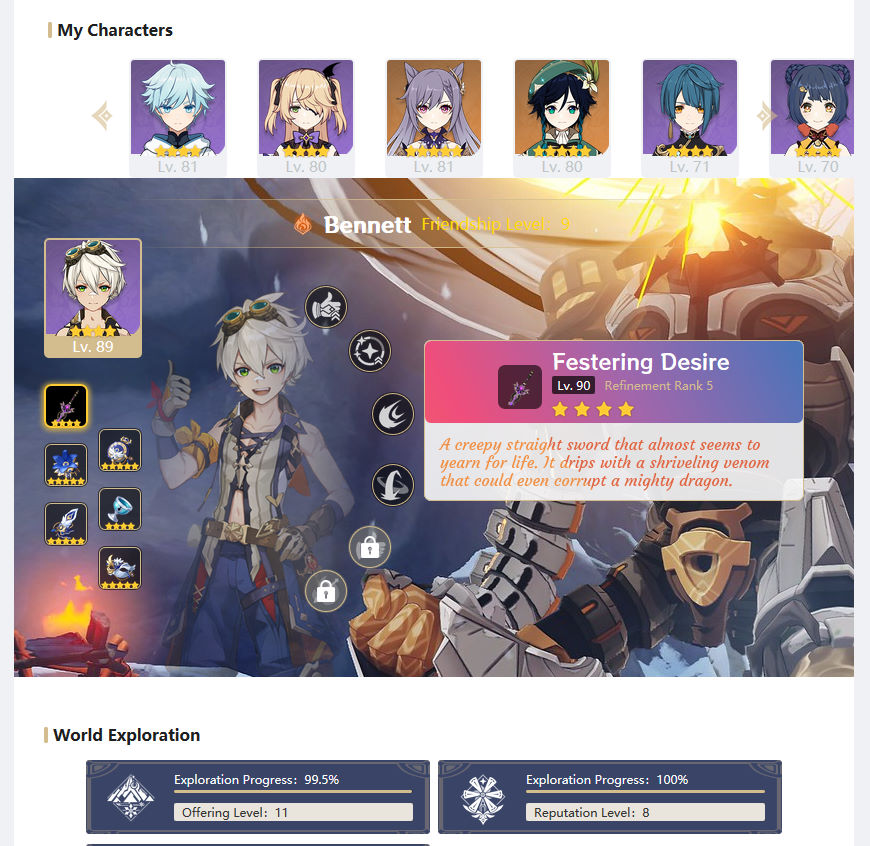 My Characters
Lv. 81
Lv. 80
Lv. 81
Lv. 80
Lv. 71
Lv. 70
Bennett Friendship Level: 9
Lv. 89
Festering Desire
Lv. 90 Refinement Rank 5
A creepy straight sword that almost seems to
yearn for life. It drips with a shriveling venom
that could even corrupt a mighty dragon.
World Exploration
Exploration Progress: 99.5%
Offering Level: 11
Exploration Progress: 100%
Reputation Level: 8